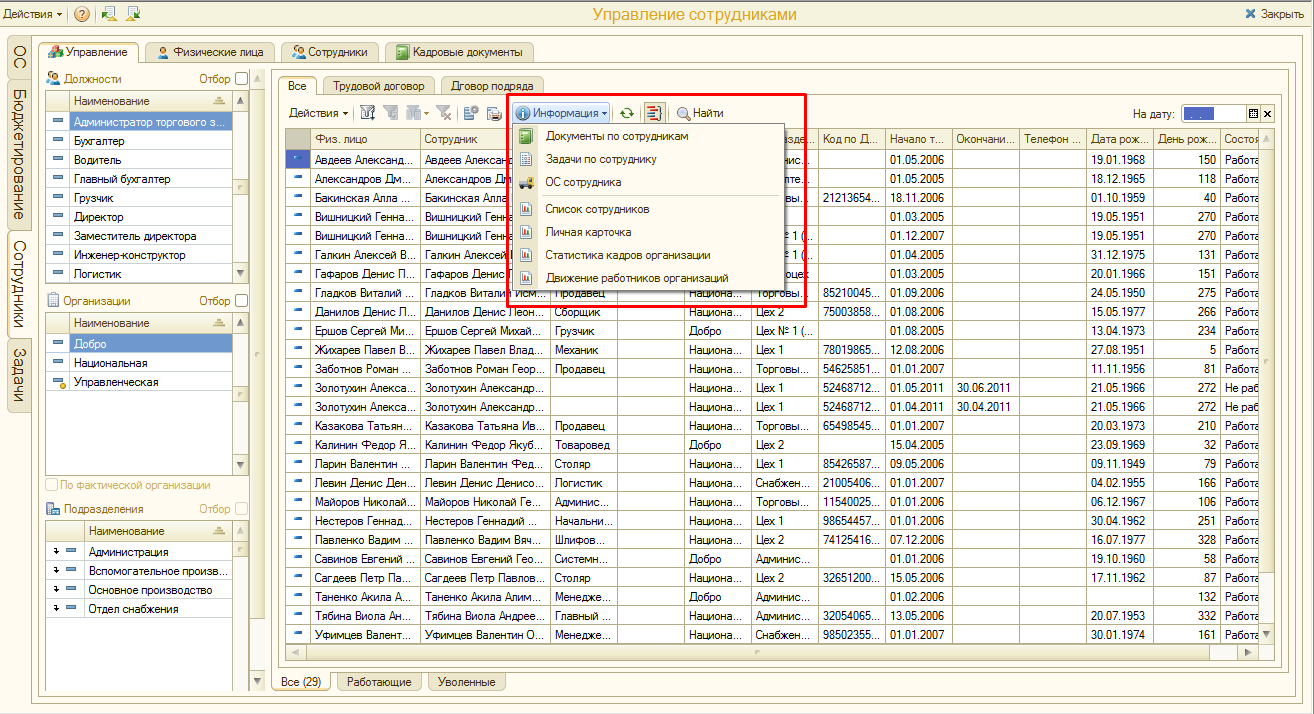 Действия
?
Управление сотрудниками
Закрыть
ОС
Бюджетирование
Сотрудники
Задачи
Управление Физические лица Сотрудники Кадровые документы
Должности Отбор
Наименование
Администратор торгового з...
Бухгалтер
Водитель
Главный бухгалтер
Грузчик
Директор
Заместитель директора
Инженер-конструктор
Логистик
Организации Отбор
Наименование
Добро
Национальная
Управленческая
По фактической организации
Подразделения Отбор
Наименование
Администрация
Вспомогательное произв...
Основное производство
Отдел снабжения
Все Трудовой договор Дговор подряда
Действия Информация Найти На дату: . .
Документы по сотрудникам
Задачи по сотруднику
ОС сотрудника
Список сотрудников
Личная карточка
Статистика кадров организации
Движение работников организаций
Физ. лицо Сотрудник Код по Д... Начало т... Окончани... Телефон ... Дата рож... День рож... Состоя
Авдеев Александ... Авдеев Александ 01.05.2006 19.01.1968 150 Работа
Александров Дм... Александров Дм 01.05.2005 18.12.1965 118 Работа
Бакинская Алла ... Бакинская Алла 21213654... 18.11.2006 01.10.1959 40 Работа
Вишницкий Генна... Вишницкий Генна 01.03.2005 19.05.1951 270 Работа
Вишницкий Генна... Вишницкий Генна № 1 (... 01.12.2007 19.05.1951 270 Работа
Галкин Алексей В... Галкин Алексей № 1 (... 01.04.2005 31.12.1975 131 Работа
Гафаров Денис П... Гафаров Денис П 01.03.2005 20.01.1966 151 Работа
Гладков Виталий ... Гладков Виталий Исм... Продавец Национа... Торговы... 85210045... 01.09.2006 24.05.1950 275 Работа
Данилов Денис Л... Данилов Денис Леон... Сборщик Национа... Цех 2 75003858... 01.08.2006 15.05.1977 266 Работа
Ершов Сергей Ми... Ершов Сергей Михай... Грузчик Добро Цех № 1 (... 01.08.2005 13.04.1973 234 Работа
Жихарев Павел В... Жихарев Павел Влад... Механик Национа... Цех 1 78019865... 12.08.2006 27.08.1951 5 Работа
Заботнов Роман ... Заботнов Роман Геор... Продавец Национа... Торговы... 54625851... 01.01.2007 11.11.1956 81 Работа
Золотухин Алекса... Золотухин Александр... Национа... Цех 1 52468712... 01.05.2011 30.06.2011 21.05.1966 272 Не раб
Золотухин Алекса... Золотухин Александр... Национа... Цех 1 52468712... 01.04.2011 30.04.2011 21.05.1966 272 Не раб
Казакова Татьян... Казакова Татьяна Ив... Продавец Национа... Торговы... 65498545... 01.01.2007 20.03.1973 210 Работа
Калинин Федор Я... Калинин Федор Якуб... Товаровед Добро Цех 2 15.04.2005 23.09.1969 32 Работа
Ларин Валентин ... Ларин Валентин Фед... Столяр Национа... Цех 1 85426587... 09.05.2006 09.11.1949 79 Работа
Левин Денис Ден... Левин Денис Денисо... Логистик Национа... Снабжен... 21005406... 01.01.2007 04.02.1955 166 Работа
Майоров Николай... Майоров Николай Ге... Админис... Национа... Торговы... 11540025... 01.01.2006 06.12.1967 106 Работа
Нестеров Геннад... Нестеров Геннадий ... Начальни... Национа... Цех 1 98654457... 01.01.2006 30.04.1962 251 Работа
Павленко Вадим ... Павленко Вадим Вяч... Шлифов... Национа... Цех 2 74125416... 07.12.2006 16.07.1977 328 Работа
Савинов Евгений ... Савинов Евгений Гео... Системн... Добро Админис... 01.01.2006 19.10.1960 58 Работа
Сагдеев Петр Па... Сагдеев Петр Павлов... Столяр Национа... Цех 2 32651200... 15.05.2006 17.11.1962 87 Работа
Таненко Акила А... Таненко Акила Алим... Менедже... Добро Админис... 01.02.2006 132 Работа
Тябина Виола Ан... Тябина Виола Андрее... Главный ... Национа... Админис... 32054065... 13.05.2006 20.07.1953 332 Работа
Уфимцев Валент... Уфимцев Валентин О... Менедже... Национа... Снабжен... 98502355... 01.01.2007 30.01.1974 161 Работа
Все (29) Работающие Уволенные